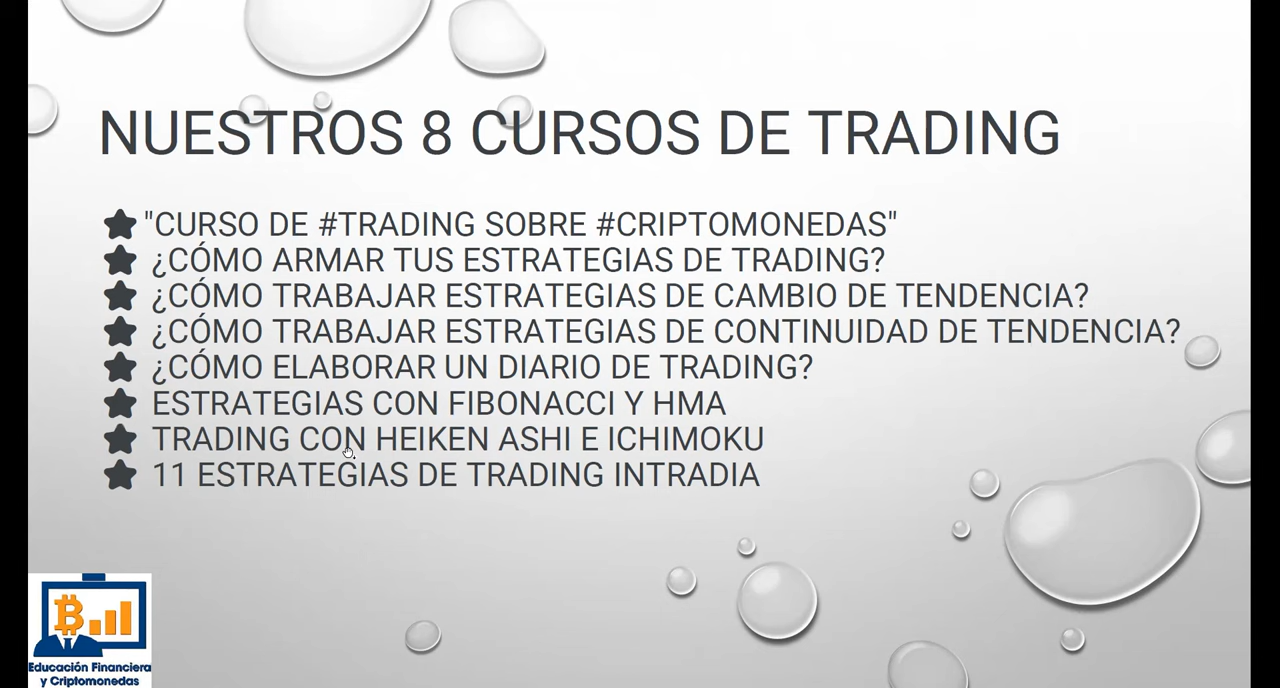 NUESTROS 8 CURSOS DE TRADING
"CURSO DE #TRADING SOBRE #CRIPTOMONEDAS"
¿CÓMO ARMAR TUS ESTRATEGIAS DE TRADING?
¿CÓMO TRABAJAR ESTRATEGIAS DE CAMBIO DE TENDENCIA?
¿CÓMO TRABAJAR ESTRATEGIAS DE CONTINUIDAD DE TENDENCIA?
¿CÓMO ELABORAR UN DIARIO DE TRADING?
ESTRATEGIAS CON FIBONACCI Y HMA
TRADING CON HEIKEN ASHI E ICHIMOKU
11 ESTRATEGIAS DE TRADING INTRADIA
Educación Financiera
y Criptomonedas